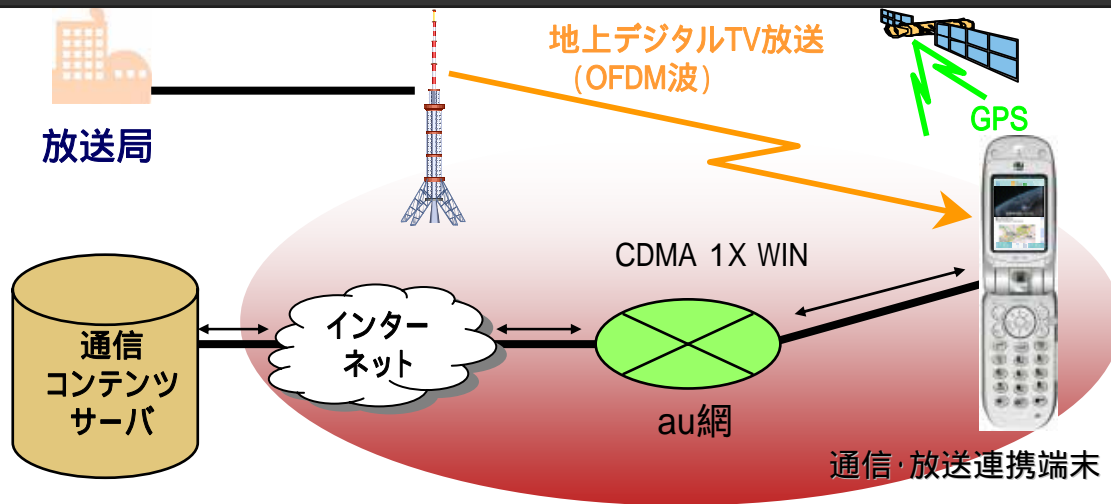 地上デジタルTV放送
(OFDM波)
放送局
GPS
CDMA 1X WIN
インター
ネット
通信
コンテンツ
サーバ
au網
通信・放送連携端末